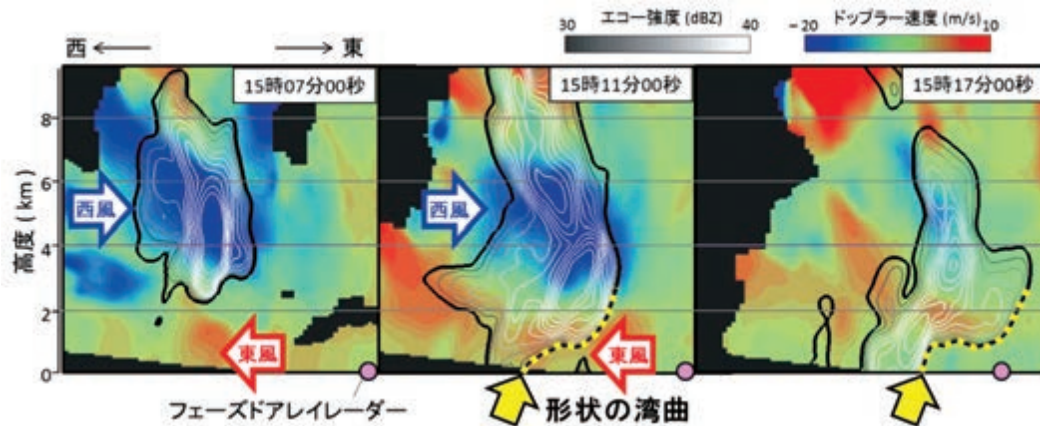 エコー強度 (dBZ)
30 40
ドップラー速度 (m/s)
−20 10
西 東
15時07分00秒
15時11分00秒
15時17分00秒
高度 ( km )
8
6
4
2
0
西風
西風
東風
東風
フェーズドアレイレーダー
形状の湾曲